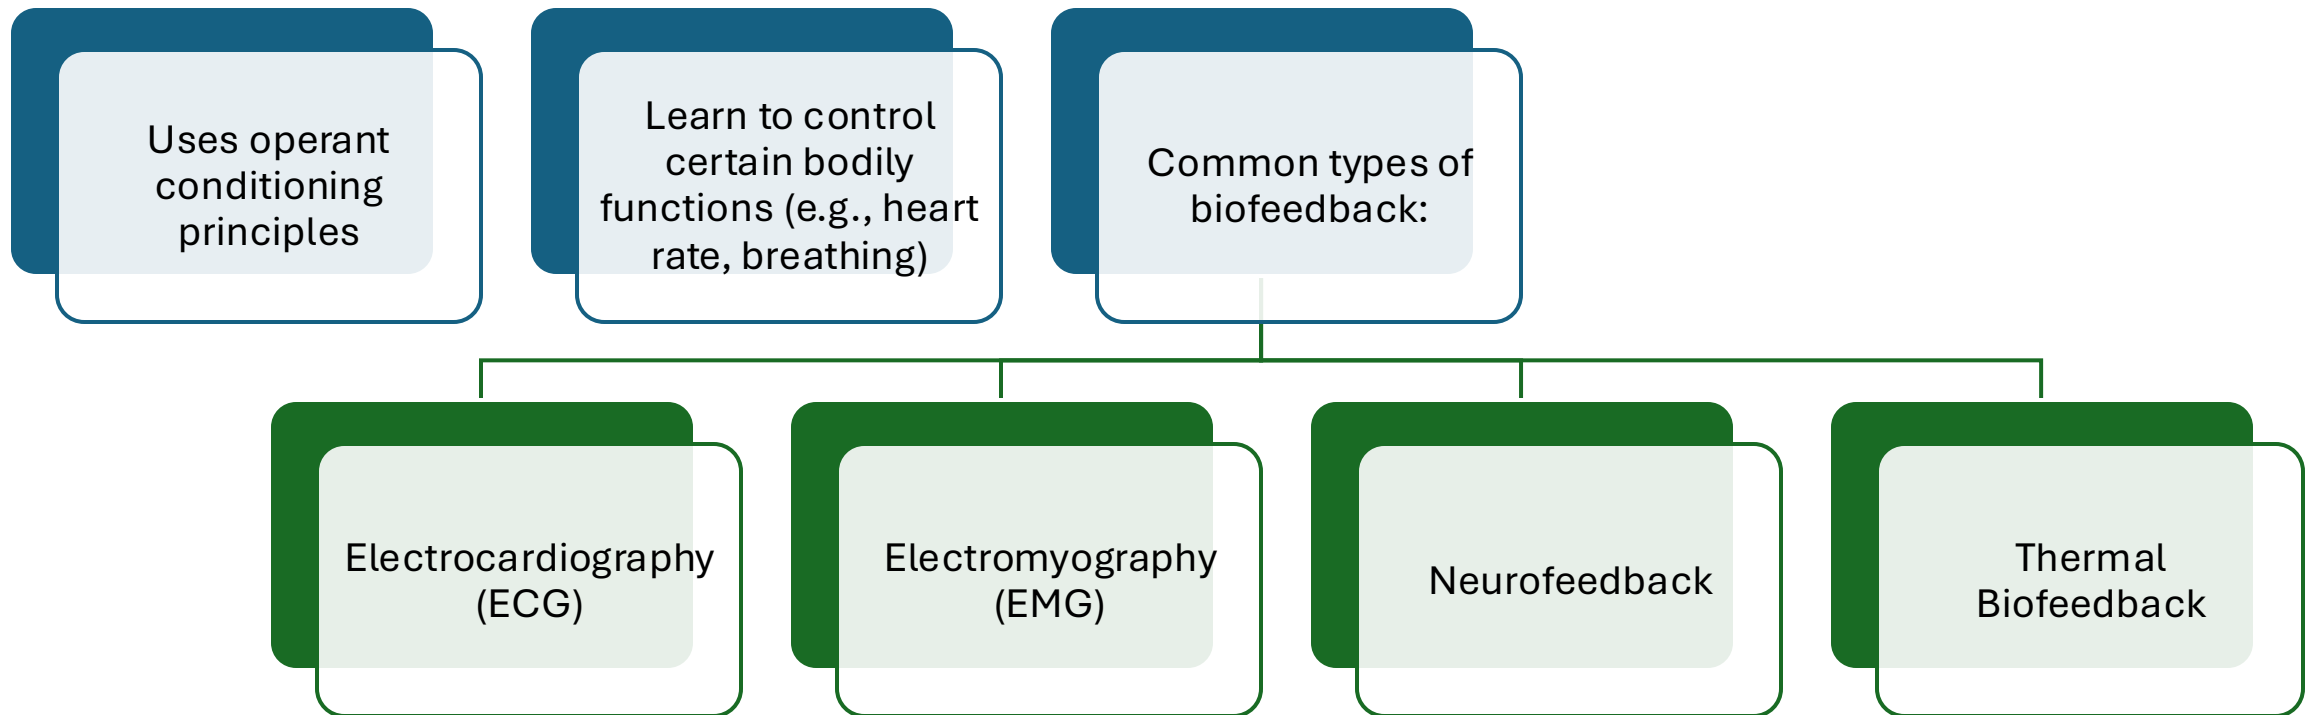 Uses operant
conditioning
principles
Learn to control
certain bodily
functions (e.g., heart
rate, breathing)
Common types of
biofeedback:
Electrocardiography
(ECG)
Electromyography
(EMG)
Neurofeedback
Thermal
Biofeedback